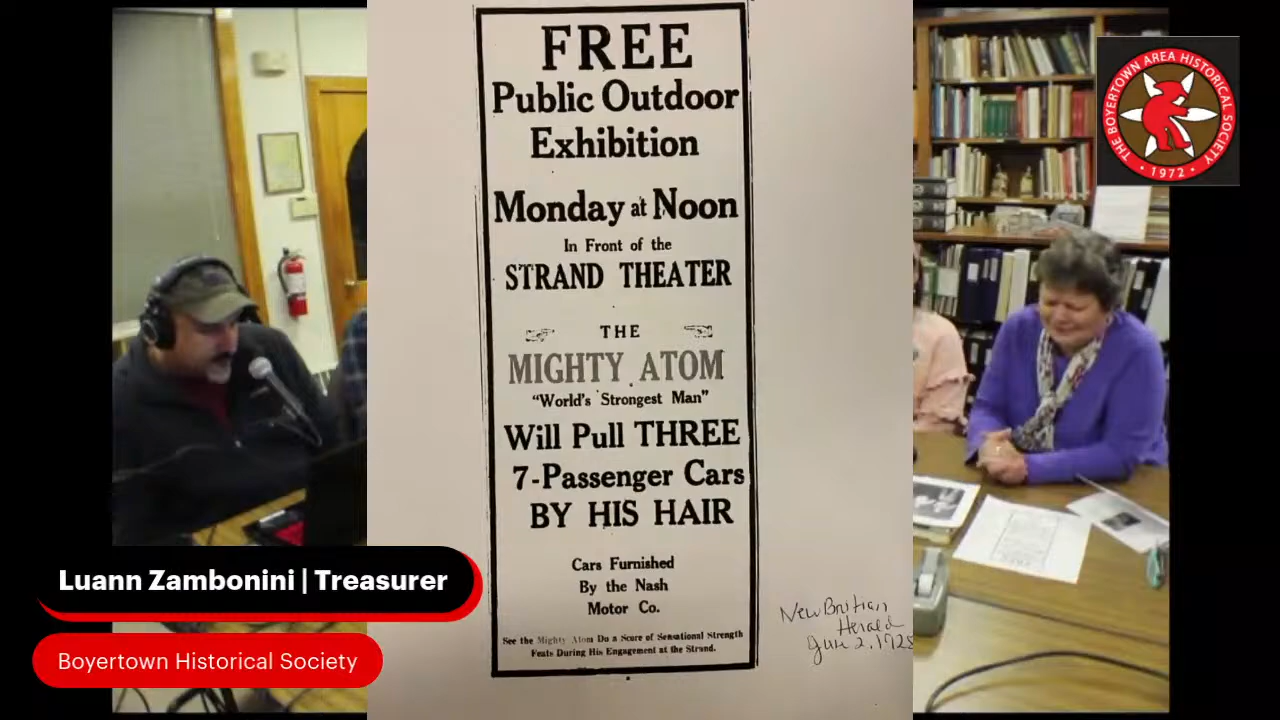 FREE
Public Outdoor
Exhibition
Monday at Noon
In Front of the
STRAND THEATER
THE
MIGHTY ATOM
"World's Strongest Man"
Will Pull THREE
7-Passenger Cars
BY HIS HAIR
Cars Furnished
By the Nash
Motor Co.
See the Mighty Atom Do a Score of Sensational Strength
Feats During His Engagement at the Strand.
New Britian
Herald
June 2, 1928
THE BOYERTOWN AREA HISTORICAL SOCIETY
• 1972 •
Luann Zambonini | Treasurer
Boyertown Historical Society